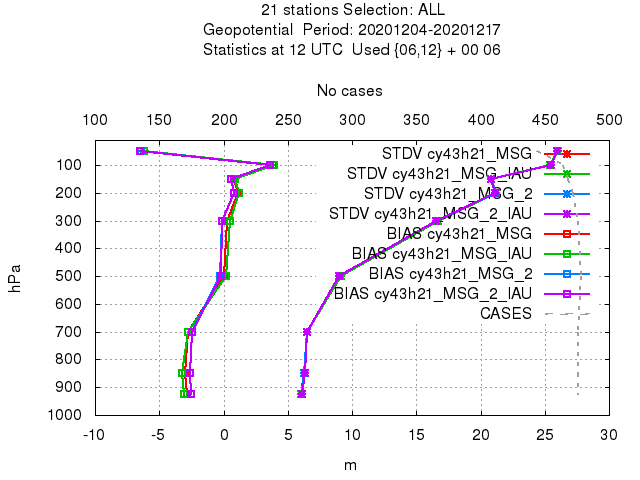 21 stations Selection: ALL
Geopotential  Period: 20201204-20201217
Statistics at 12 UTC  Used {06,12} + 00 06
No cases
100 150 200 250 300 350 400 450 500
STDV cy43h21_MSG
STDV cy43h21_MSG_IAU
STDV cy43h21_MSG_2
STDV cy43h21_MSG_2_IAU
BIAS cy43h21_MSG
BIAS cy43h21_MSG_IAU
BIAS cy43h21_MSG_2
BIAS cy43h21_MSG_2_IAU
CASES
hPa
100
200
300
400
500
600
700
800
900
1000
-10 -5 0 5 10 15 20 25 30
m